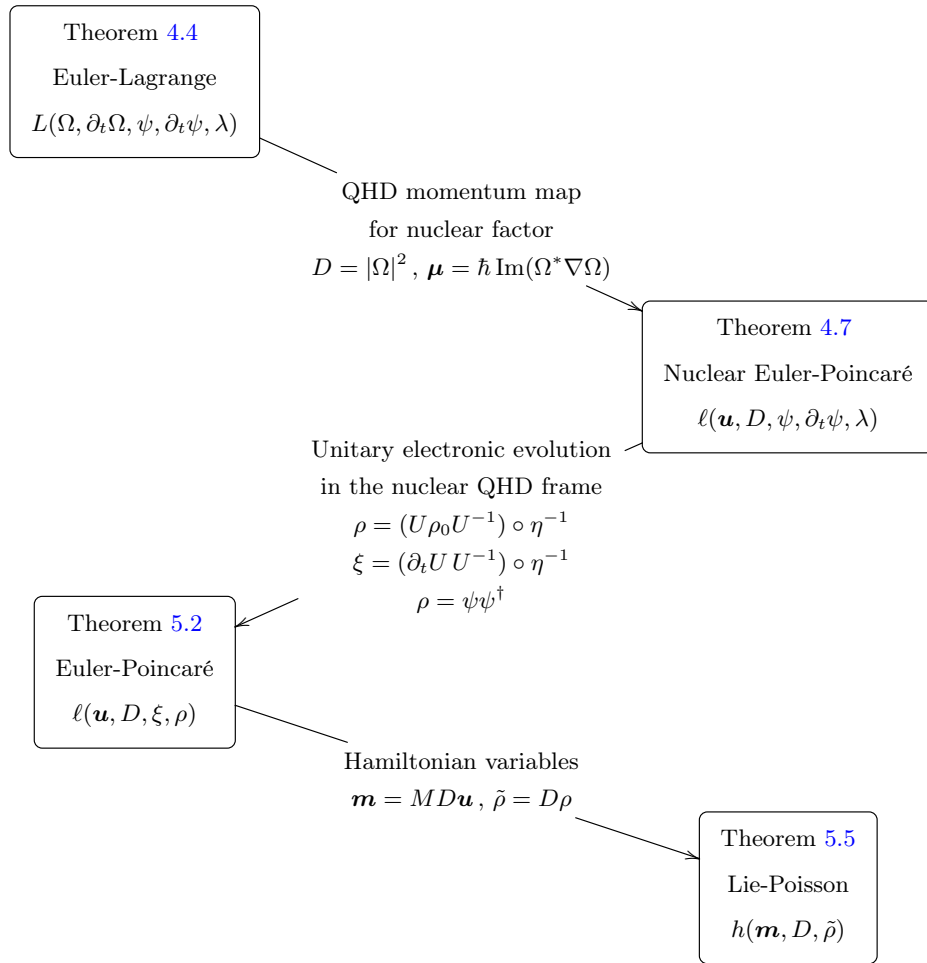 Theorem 4.4
Euler-Lagrange
L(Ω, ∂ₜΩ, ψ, ∂ₜψ, λ)
QHD momentum map
for nuclear factor
D = |Ω|² , μ = ℏ Im(Ω*∇Ω)
Theorem 4.7
Nuclear Euler-Poincaré
ℓ(u, D, ψ, ∂ₜψ, λ)
Unitary electronic evolution
in the nuclear QHD frame
ρ = (Uρ₀U⁻¹) ∘ η⁻¹
ξ = (∂ₜU U⁻¹) ∘ η⁻¹
ρ = ψψ†
Theorem 5.2
Euler-Poincaré
ℓ(u, D, ξ, ρ)
Hamiltonian variables
m = MDu , ρ̃ = Dρ
Theorem 5.5
Lie-Poisson
h(m, D, ρ̃)